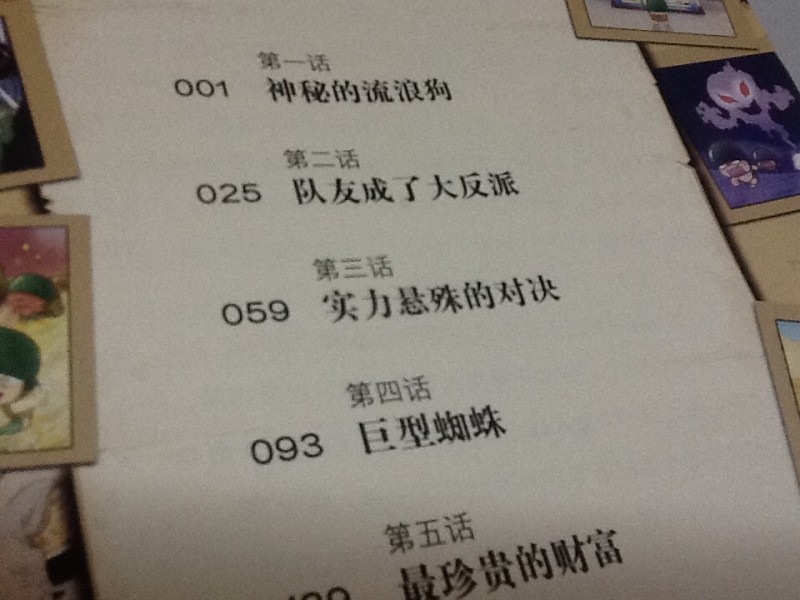 第一话
001 神秘的流浪狗
第二话
025 队友成了大反派
第三话
059 实力悬殊的对决
第四话
093 巨型蜘蛛
第五话
最珍贵的财富